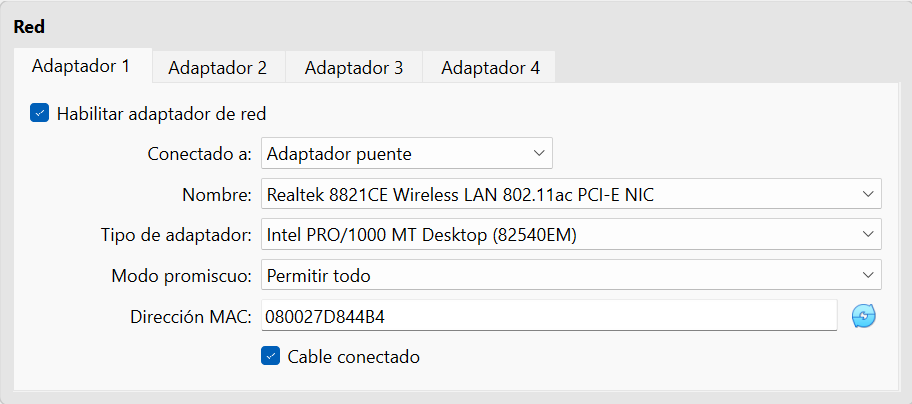 Red
Adaptador 1 Adaptador 2 Adaptador 3 Adaptador 4
Habilitar adaptador de red
Conectado a: Adaptador puente
Nombre: Realtek 8821CE Wireless LAN 802.11ac PCI-E NIC
Tipo de adaptador: Intel PRO/1000 MT Desktop (82540EM)
Modo promiscuo: Permitir todo
Dirección MAC: 080027D844B4
Cable conectado